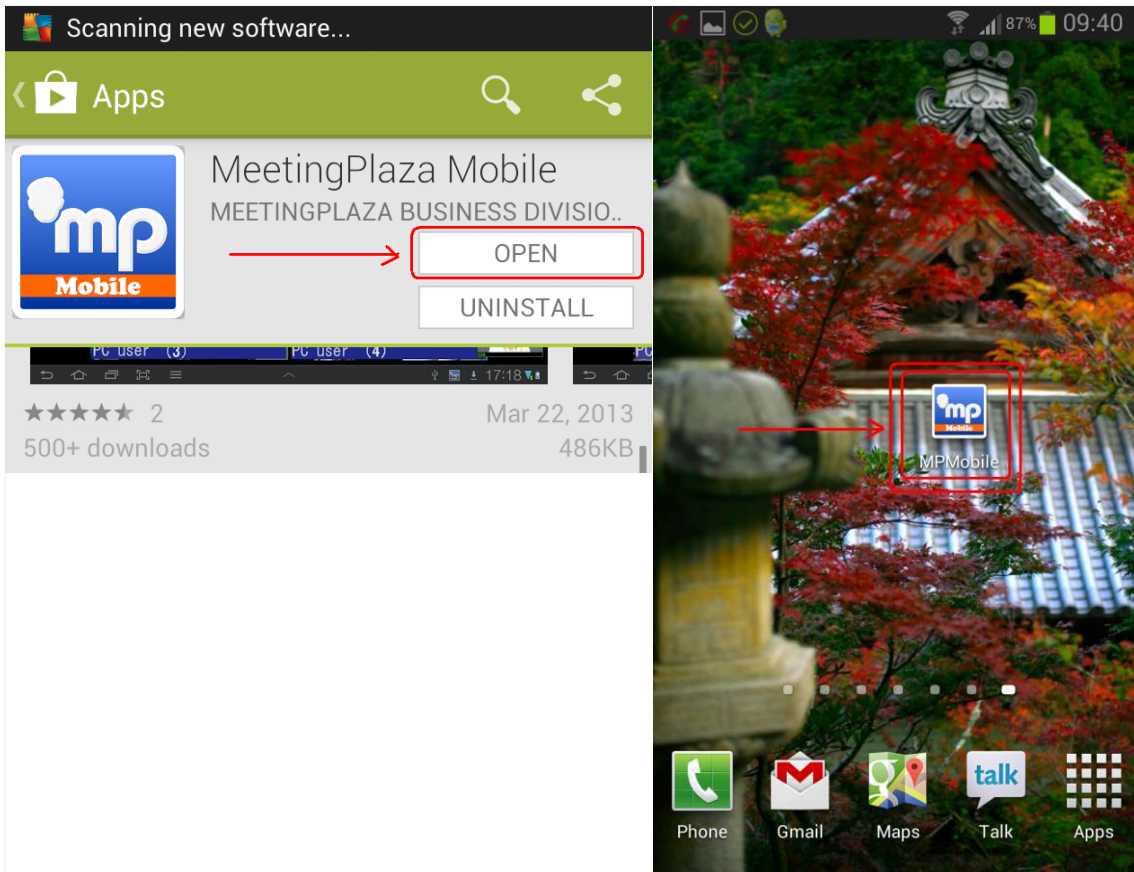 Scanning new software...
Apps
MeetingPlaza Mobile
MEETINGPLAZA BUSINESS DIVISIO..
OPEN
UNINSTALL
mp
Mobile
PC user (3)
PC user (4)
PC
17:18
2
Mar 22, 2013
500+ downloads
486KB
87%
09:40
mp
Mobile
MPMobile
talk
Phone
Gmail
Maps
Talk
Apps